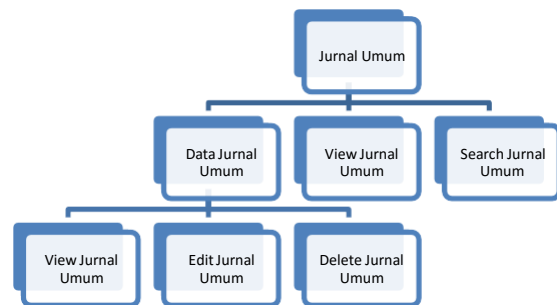 Jurnal Umum
Data Jurnal
Umum
View Jurnal
Umum
Search Jurnal
Umum
View Jurnal
Umum
Edit Jurnal
Umum
Delete Jurnal
Umum